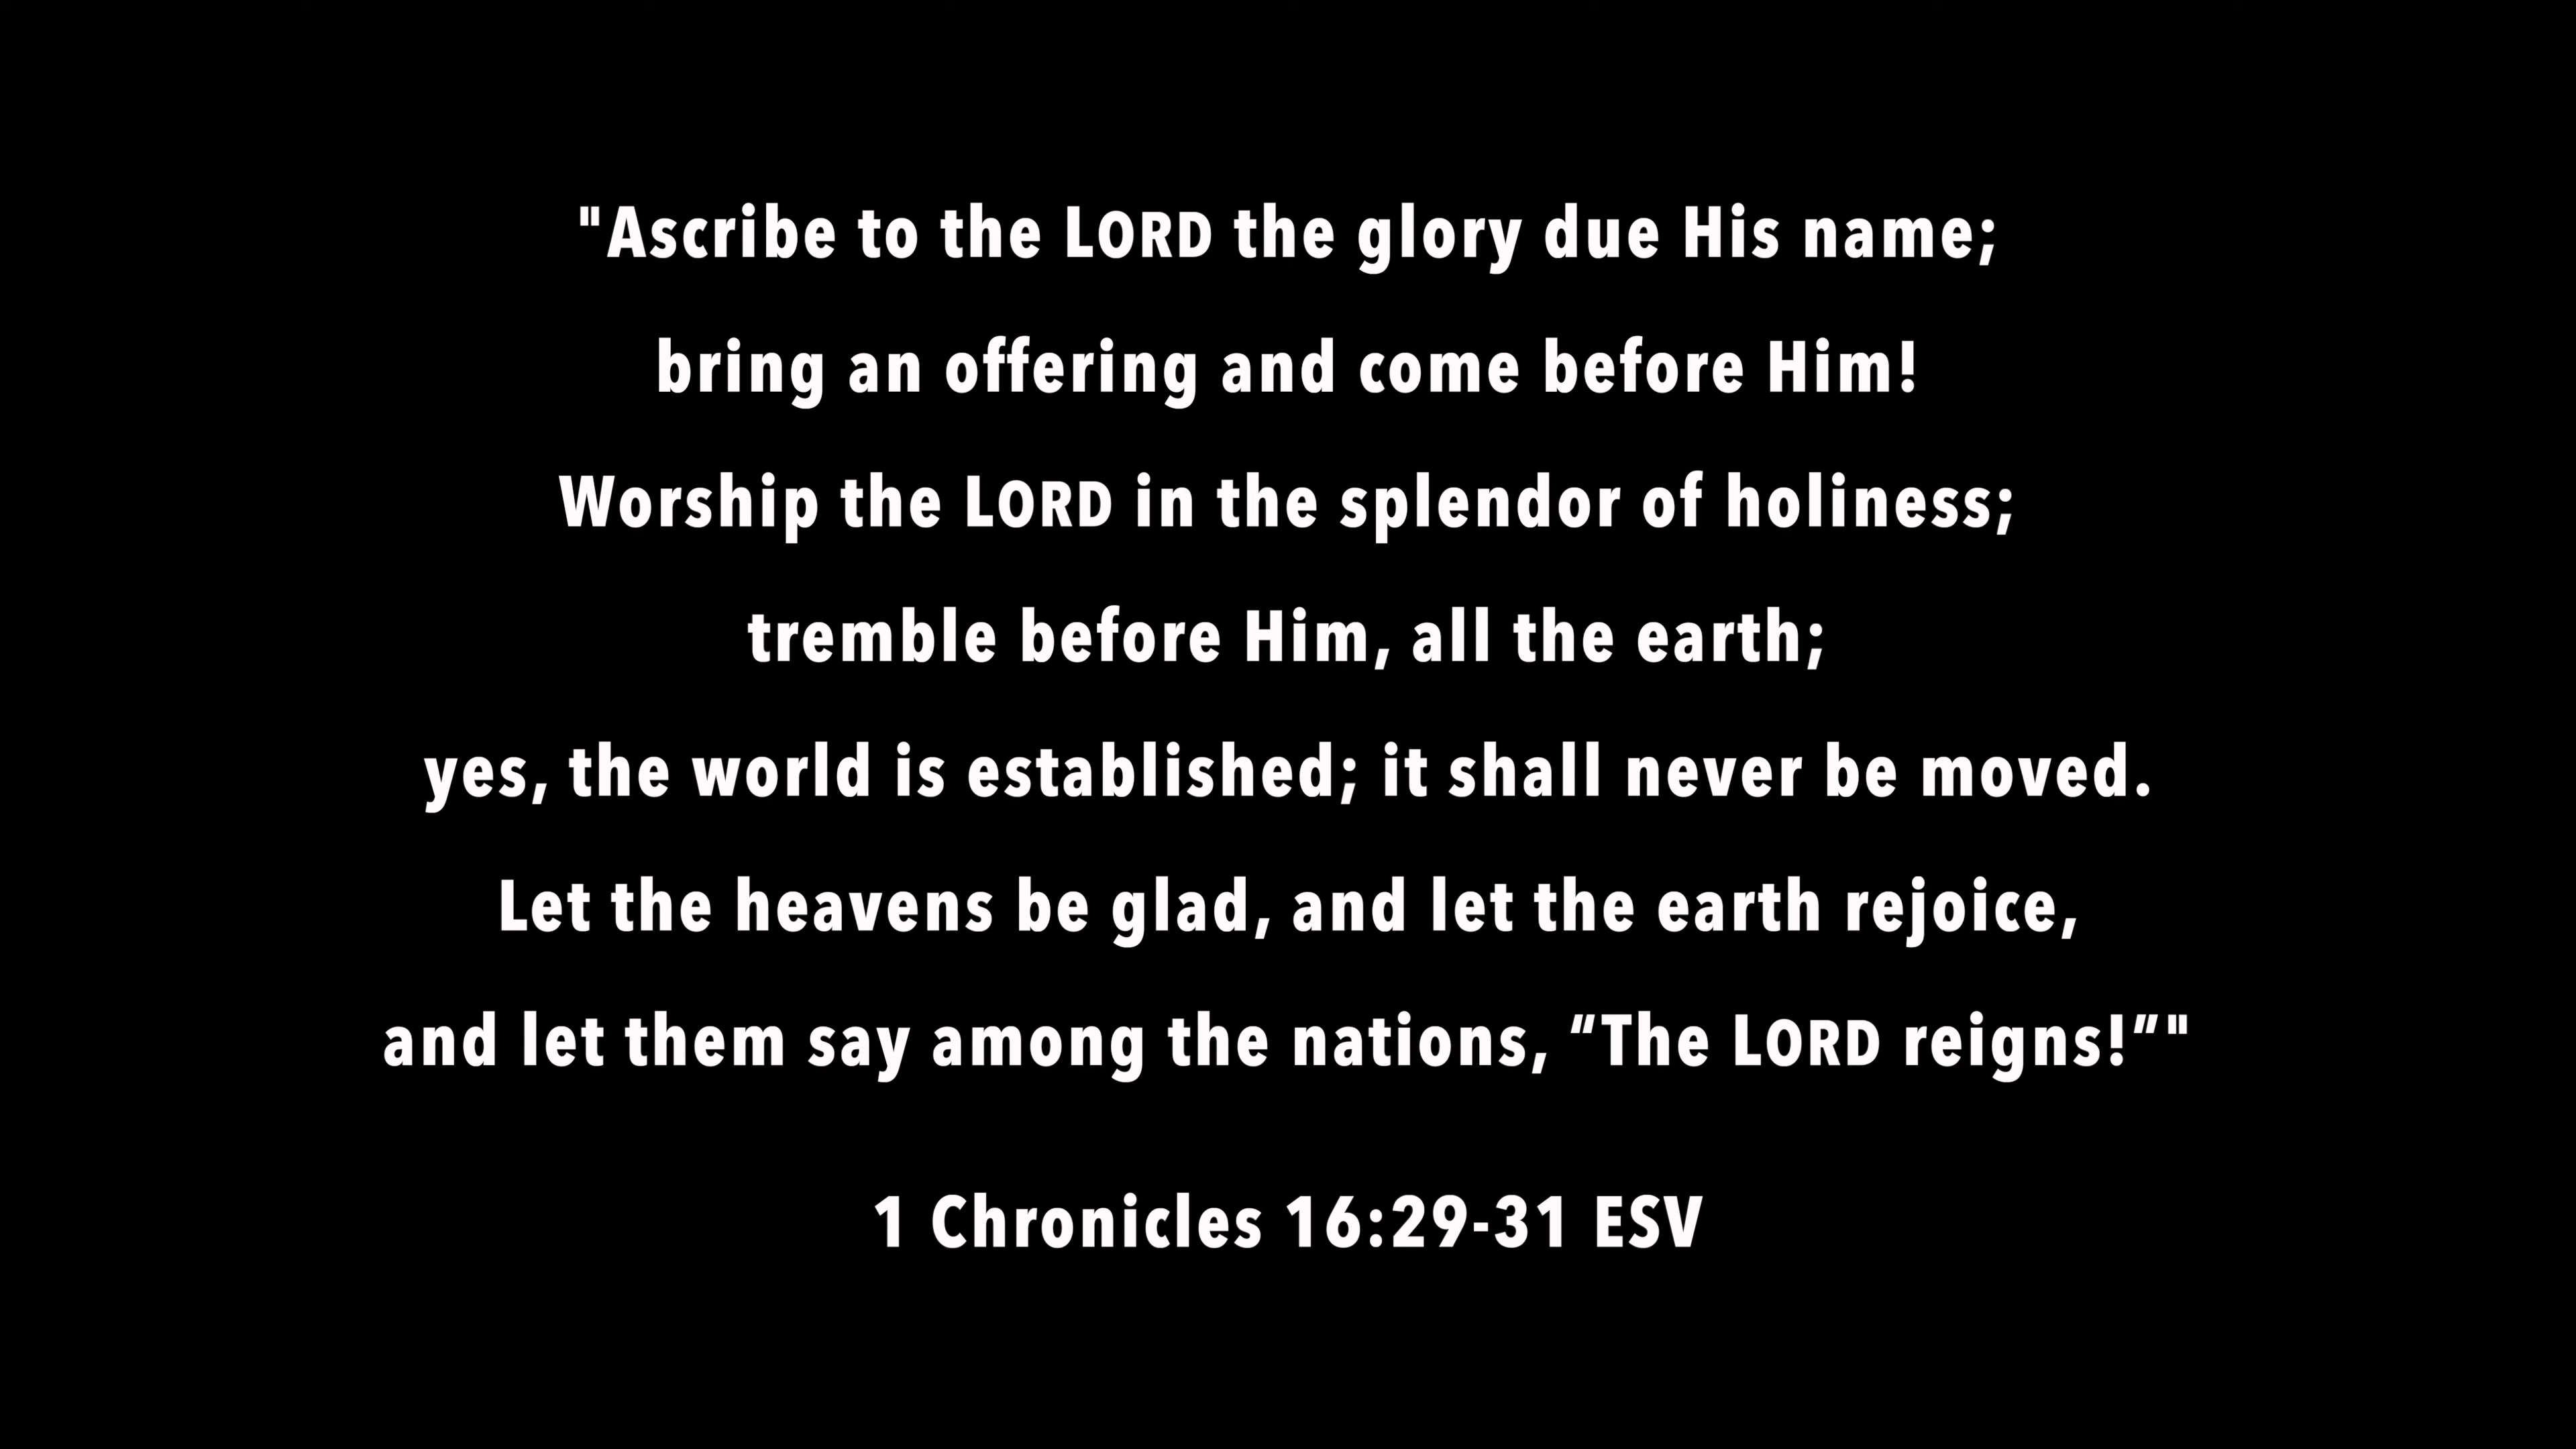 "Ascribe to the LORD the glory due His name;
bring an offering and come before Him!
Worship the LORD in the splendor of holiness;
tremble before Him, all the earth;
yes, the world is established; it shall never be moved.
Let the heavens be glad, and let the earth rejoice,
and let them say among the nations, “The LORD reigns!”"
1 Chronicles 16:29-31 ESV